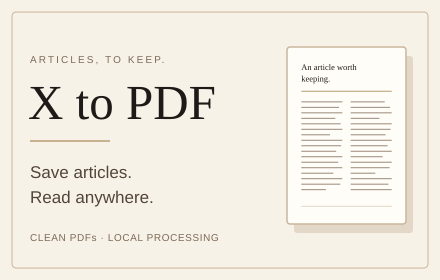 ARTICLES, TO KEEP.
X to PDF
Save articles.
Read anywhere.
CLEAN PDFs · LOCAL PROCESSING
An article worth
keeping.